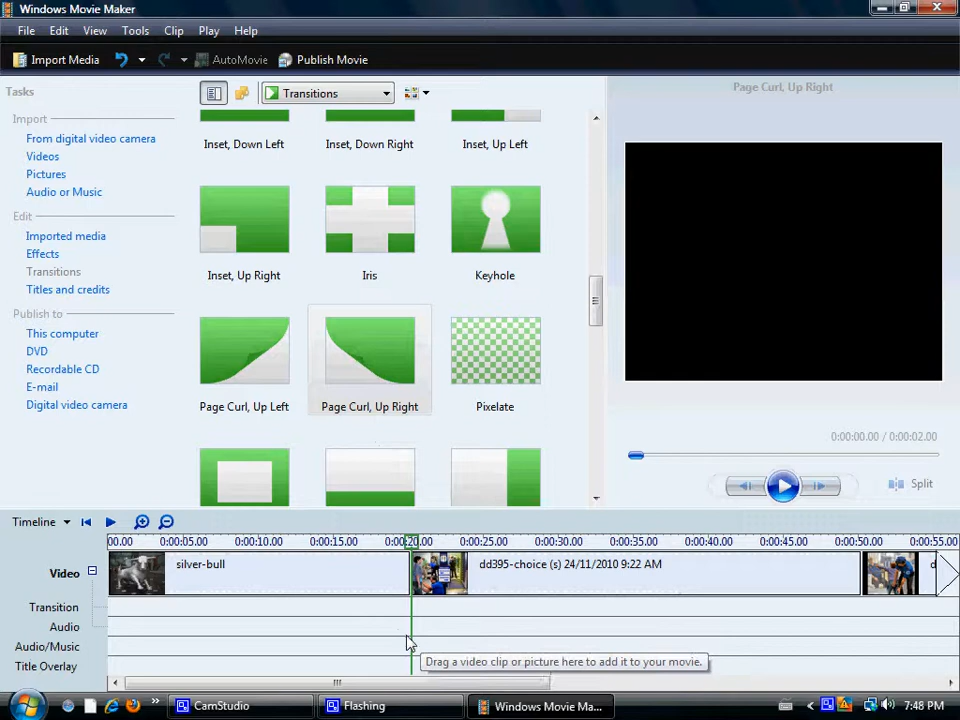 Windows Movie Maker
File Edit View Tools Clip Play Help
Import Media AutoMovie Publish Movie
Tasks
Import
From digital video camera
Videos
Pictures
Audio or Music
Edit
Imported media
Effects
Transitions
Titles and credits
Publish to
This computer
DVD
Recordable CD
E-mail
Digital video camera
Transitions
Inset, Down Left Inset, Down Right Inset, Up Left
Inset, Up Right Iris Keyhole
Page Curl, Up Left Page Curl, Up Right Pixelate
Page Curl, Up Right
0:00:00.00 / 0:00:02.00
Split
Timeline
00.00 0:00:05.00 0:00:10.00 0:00:15.00 0:00:20.00 0:00:25.00 0:00:30.00 0:00:35.00 0:00:40.00 0:00:45.00 0:00:50.00 0:00:55.00
Video silver-bull dd395-choice (s) 24/11/2010 9:22 AM d
Transition
Audio
Audio/Music
Title Overlay
Drag a video clip or picture here to add it to your movie.
CamStudio Flashing Windows Movie Ma... 7:48 PM